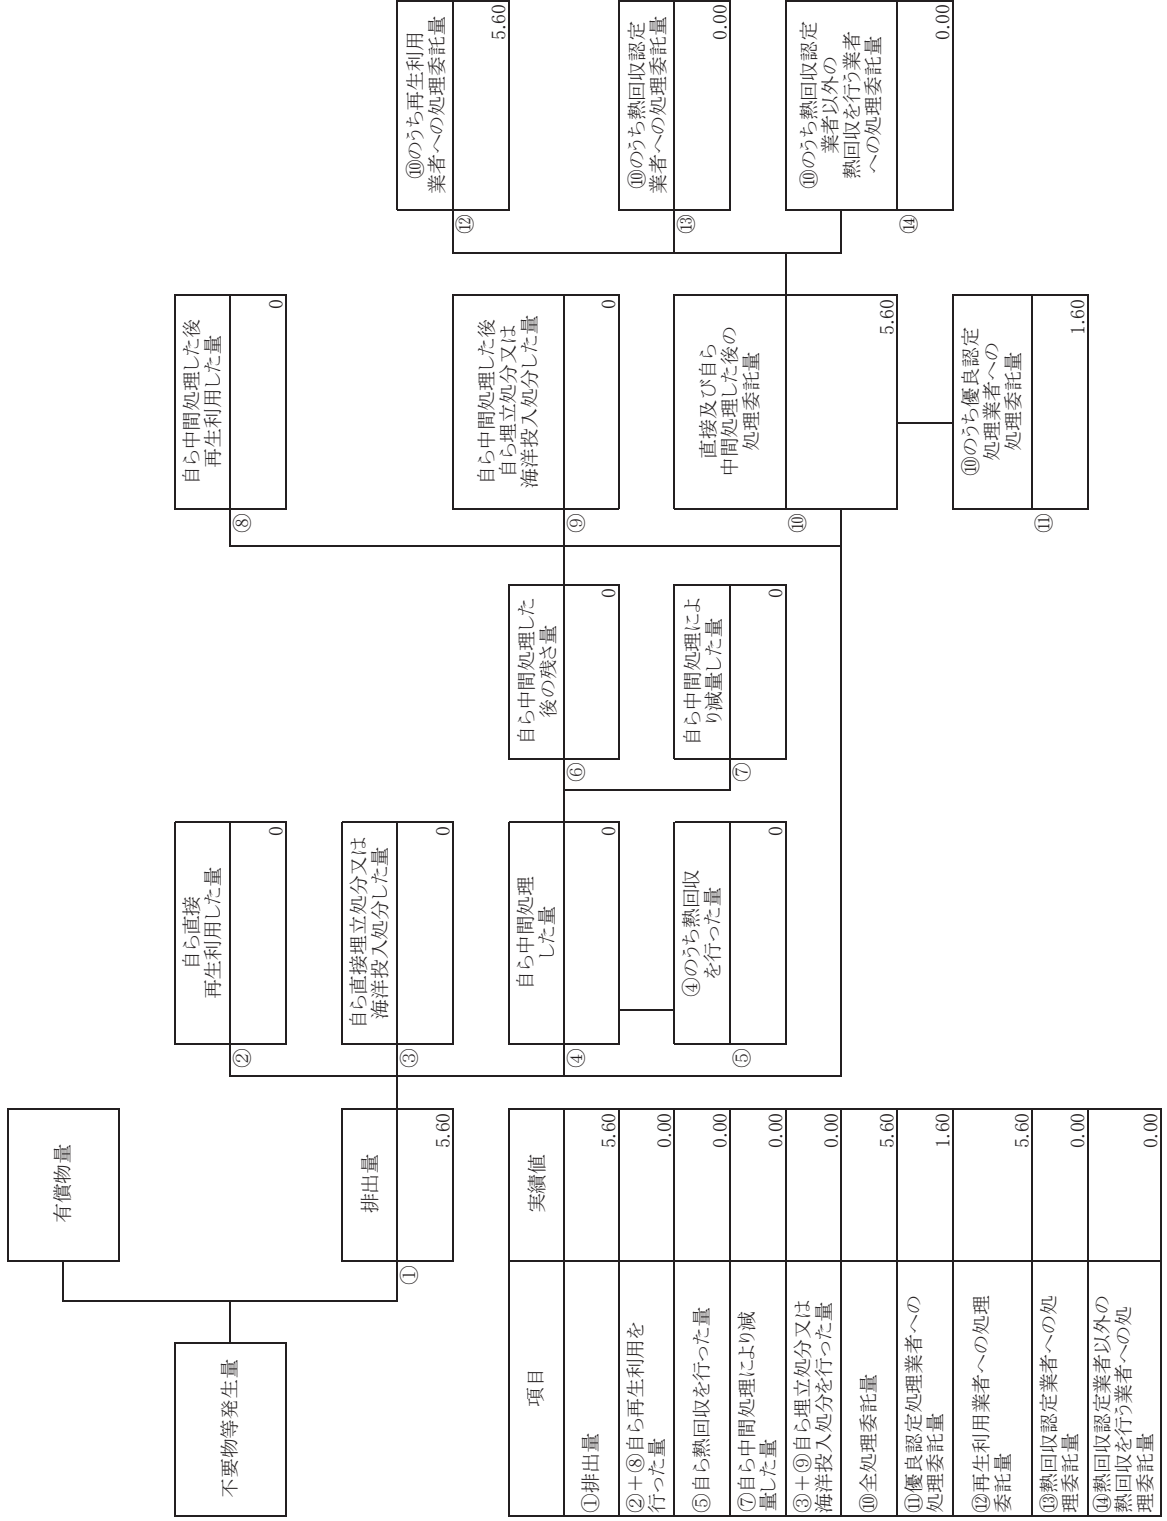 不要物等発生量
有償物量
排出量
①
5.60
自ら直接
再生利用した量
②
0
自ら直接埋立処分又は
海洋投入処分した量
③
0
自ら中間処理
した量
④
0
④のうち熱回収
を行った量
⑤
0
自ら中間処理した
後の残さ量
⑥
0
自ら中間処理によ
り減量した量
⑦
0
自ら中間処理した後
再生利用した量
⑧
0
自ら中間処理した後
自ら埋立処分又は
海洋投入処分した量
⑨
0
直接及び自ら
中間処理した後の
処理委託量
⑩
5.60
⑩のうち優良認定
処理業者への
処理委託量
⑪
1.60
⑩のうち再生利用
業者への処理委託量
⑫
5.60
⑩のうち熱回収認定
業者への処理委託量
⑬
0.00
⑩のうち熱回収認定
業者以外の
熱回収を行う業者
への処理委託量
⑭
0.00
項目 実績値
①排出量 5.60
②＋⑧自ら再生利用を
行った量 0.00
⑤自ら熱回収を行った量 0.00
⑦自ら中間処理により減
量した量 0.00
③＋⑨自ら埋立処分又は
海洋投入処分を行った量 0.00
⑩全処理委託量 5.60
⑪優良認定処理業者への
処理委託量 1.60
⑫再生利用業者への処理
委託量 5.60
⑬熱回収認定業者への処
理委託量 0.00
⑭熱回収認定業者以外の
熱回収を行う業者への処
理委託量 0.00